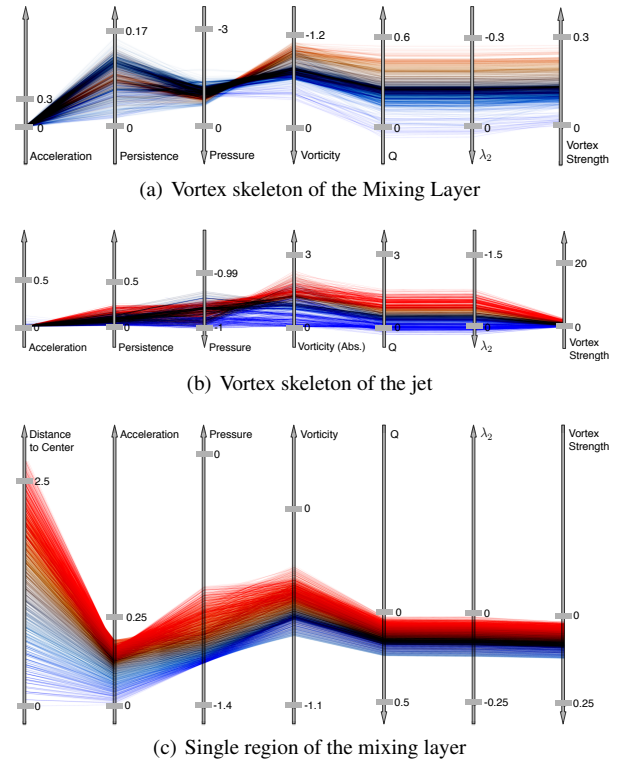 0.17
-3
-1.2
0.6
-0.3
0.3
0.3
0
0
0
0
0
0
0
Acceleration
Persistence
Pressure
Vorticity
Q
λ2
Vortex
Strength
(a) Vortex skeleton of the Mixing Layer
0.5
0.5
-0.99
3
3
-1.5
20
0
0
-1
0
0
0
0
Acceleration
Persistence
Pressure
Vorticity (Abs.)
Q
λ2
Vortex
Strength
(b) Vortex skeleton of the jet
Distance
to Center
Acceleration
Pressure
Vorticity
Q
λ2
Vortex
Strength
2.5
0.25
0
0
0
0
0
0
0
-1.4
-1.1
0.5
-0.25
0.25
(c) Single region of the mixing layer